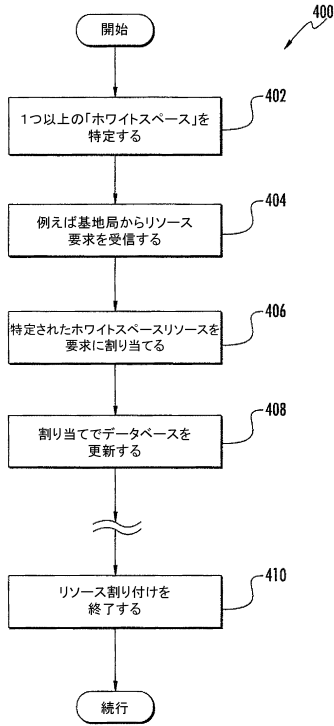 開始
400
1つ以上の「ホワイトスペース」を
特定する
402
例えば基地局からリソース
要求を受信する
404
特定されたホワイトスペースリソースを
要求に割り当てる
406
割り当てでデータベースを
更新する
408
リソース割り付けを
終了する
410
続行